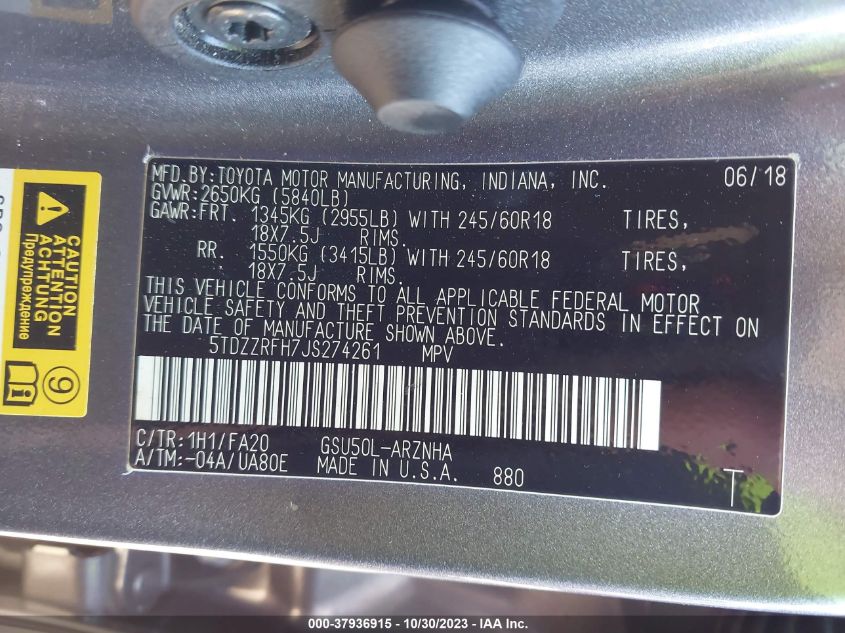 MFD.BY:TOYOTA MOTOR MANUFACTURING, INDIANA, INC. 06/18
GVWR:2650KG (5840LB)
GAWR:FRT. 1345KG (2955LB) WITH 245/60R18 TIRES,
18X7.5J RIMS.
RR. 1550KG (3415LB) WITH 245/60R18 TIRES,
18X7.5J RIMS.
THIS VEHICLE CONFORMS TO ALL APPLICABLE FEDERAL MOTOR
VEHICLE SAFETY AND THEFT PREVENTION STANDARDS IN EFFECT ON
THE DATE OF MANUFACTURE SHOWN ABOVE.
5TDZZRFH7JS274261 MPV
C/TR:1H1/FA20 GSU50L-ARZNHA
A/TM:-04A/UA80E MADE IN U.S.A. 880
T
CAUTION
ATTENTION
ACHTUNG
Предупреждение
9
000-37936915 - 10/30/2023 - IAA Inc.